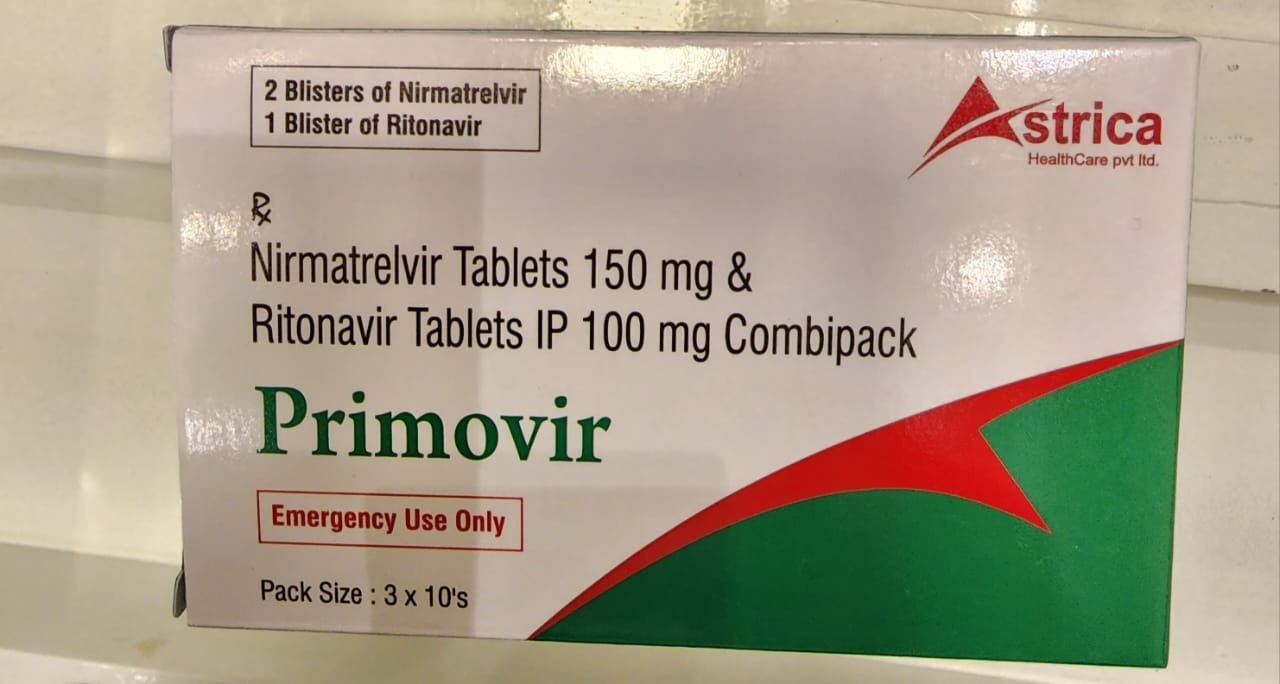 2 Blisters of Nirmatrelvir
1 Blister of Ritonavir
Astrica
HealthCare pvt ltd.
℞
Nirmatrelvir Tablets 150 mg &
Ritonavir Tablets IP 100 mg Combipack
Primovir
Emergency Use Only
Pack Size : 3 x 10's